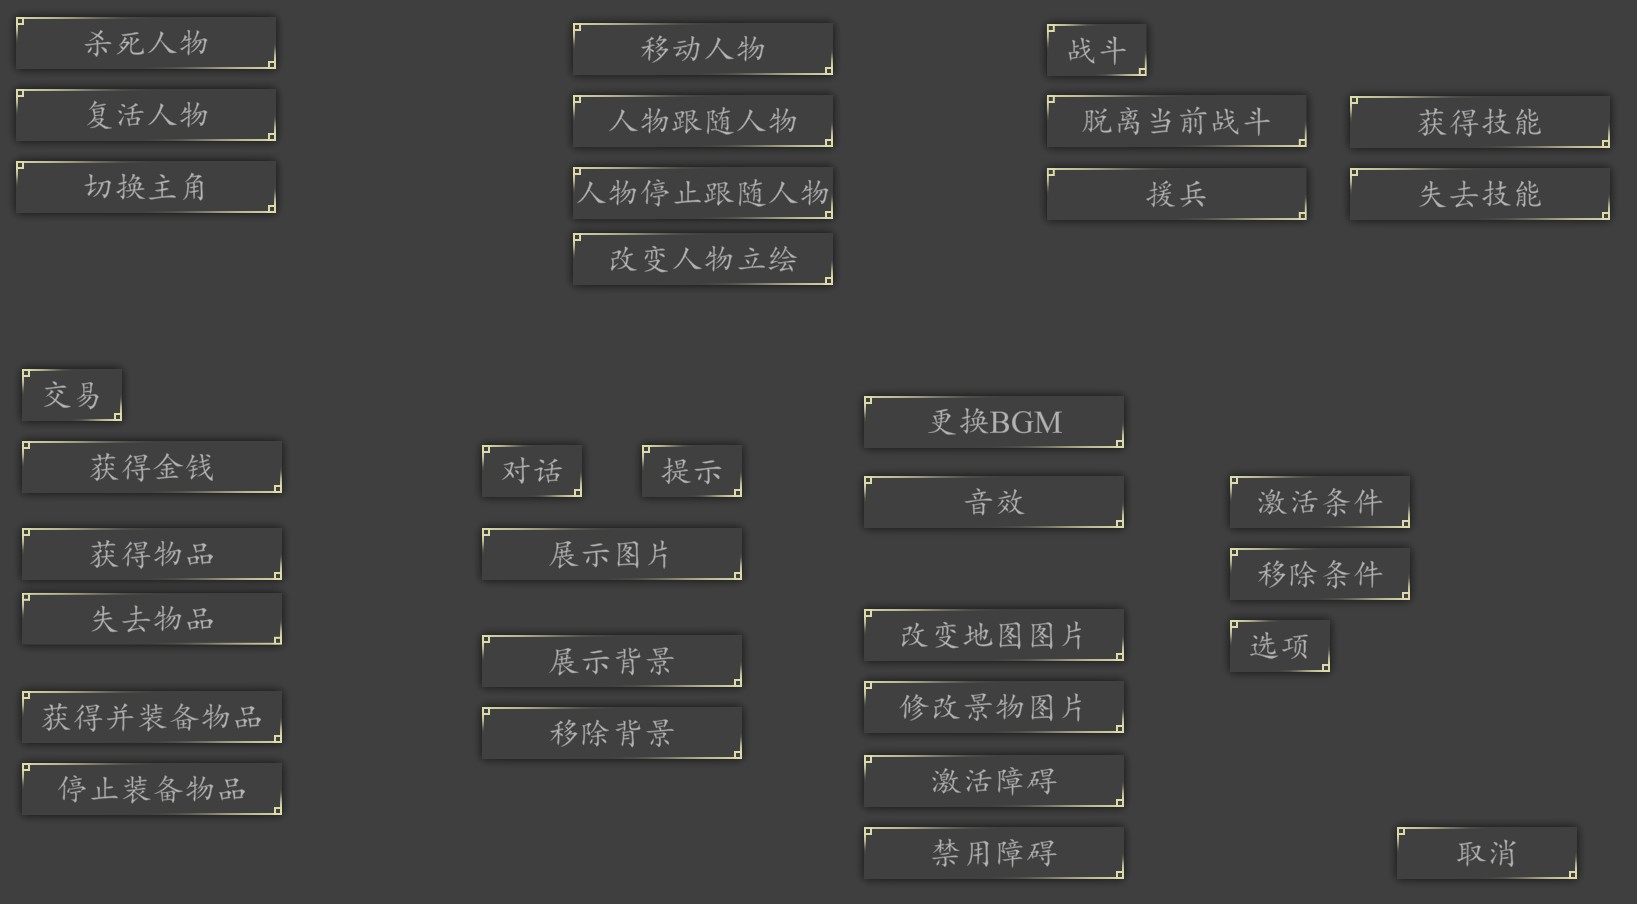 杀死人物
复活人物
切换主角
移动人物
人物跟随人物
人物停止跟随人物
改变人物立绘
战斗
脱离当前战斗
援兵
获得技能
失去技能
交易
获得金钱
获得物品
失去物品
获得并装备物品
停止装备物品
对话
提示
展示图片
展示背景
移除背景
更换BGM
音效
改变地图图片
修改景物图片
激活障碍
禁用障碍
激活条件
移除条件
选项
取消